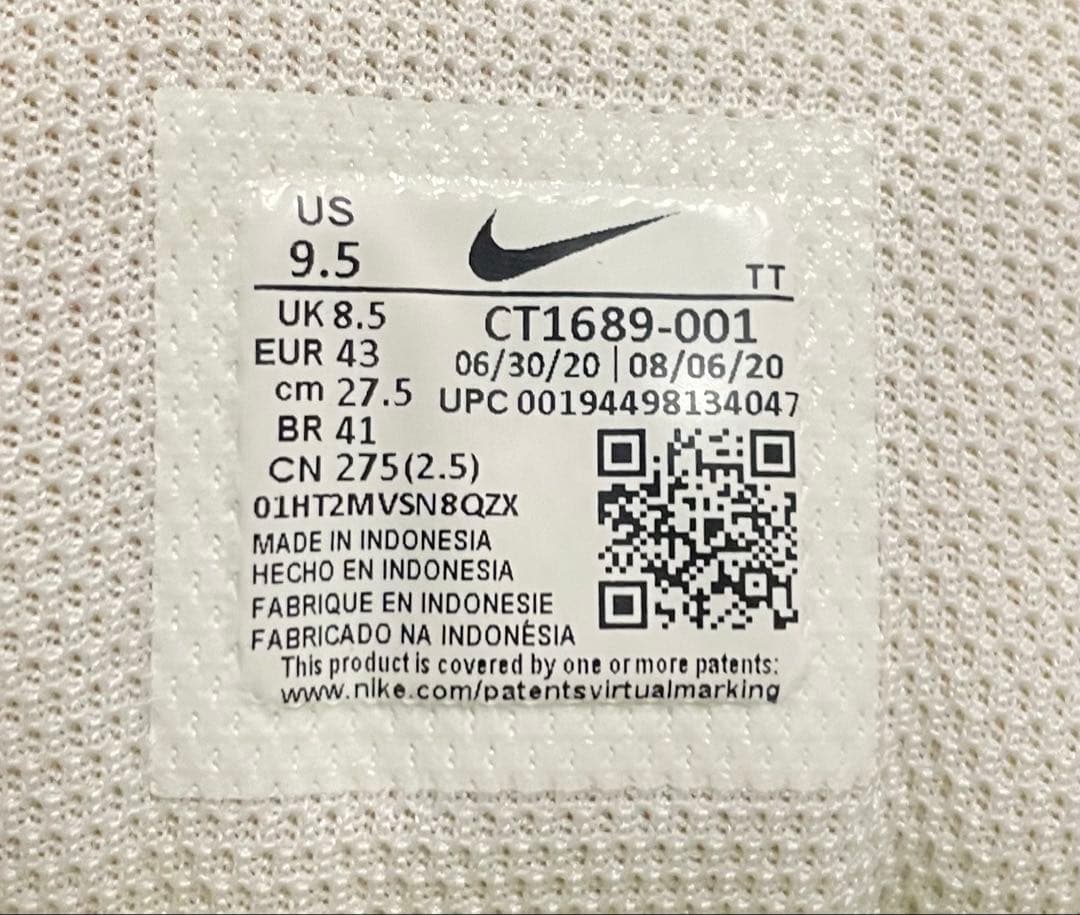 US
9.5
TT
UK 8.5
CT1689-001
EUR 43
06/30/20 | 08/06/20
cm 27.5
UPC 00194498134047
BR 41
CN 275(2.5)
01HT2MVSN8QZX
MADE IN INDONESIA
HECHO EN INDONESIA
FABRIQUE EN INDONESIE
FABRICADO NA INDONÉSIA
This product is covered by one or more patents:
www.nike.com/patentsvirtualmarking